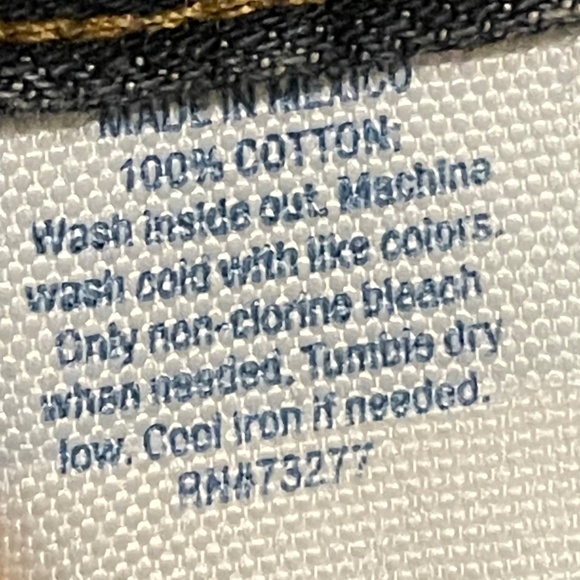 MADE IN MEXICO
100% COTTON;
Wash inside out. Machine
wash cold with like colors.
Only non-clorine bleach
when needed. Tumble dry
low. Cool iron if needed.
RN#73277